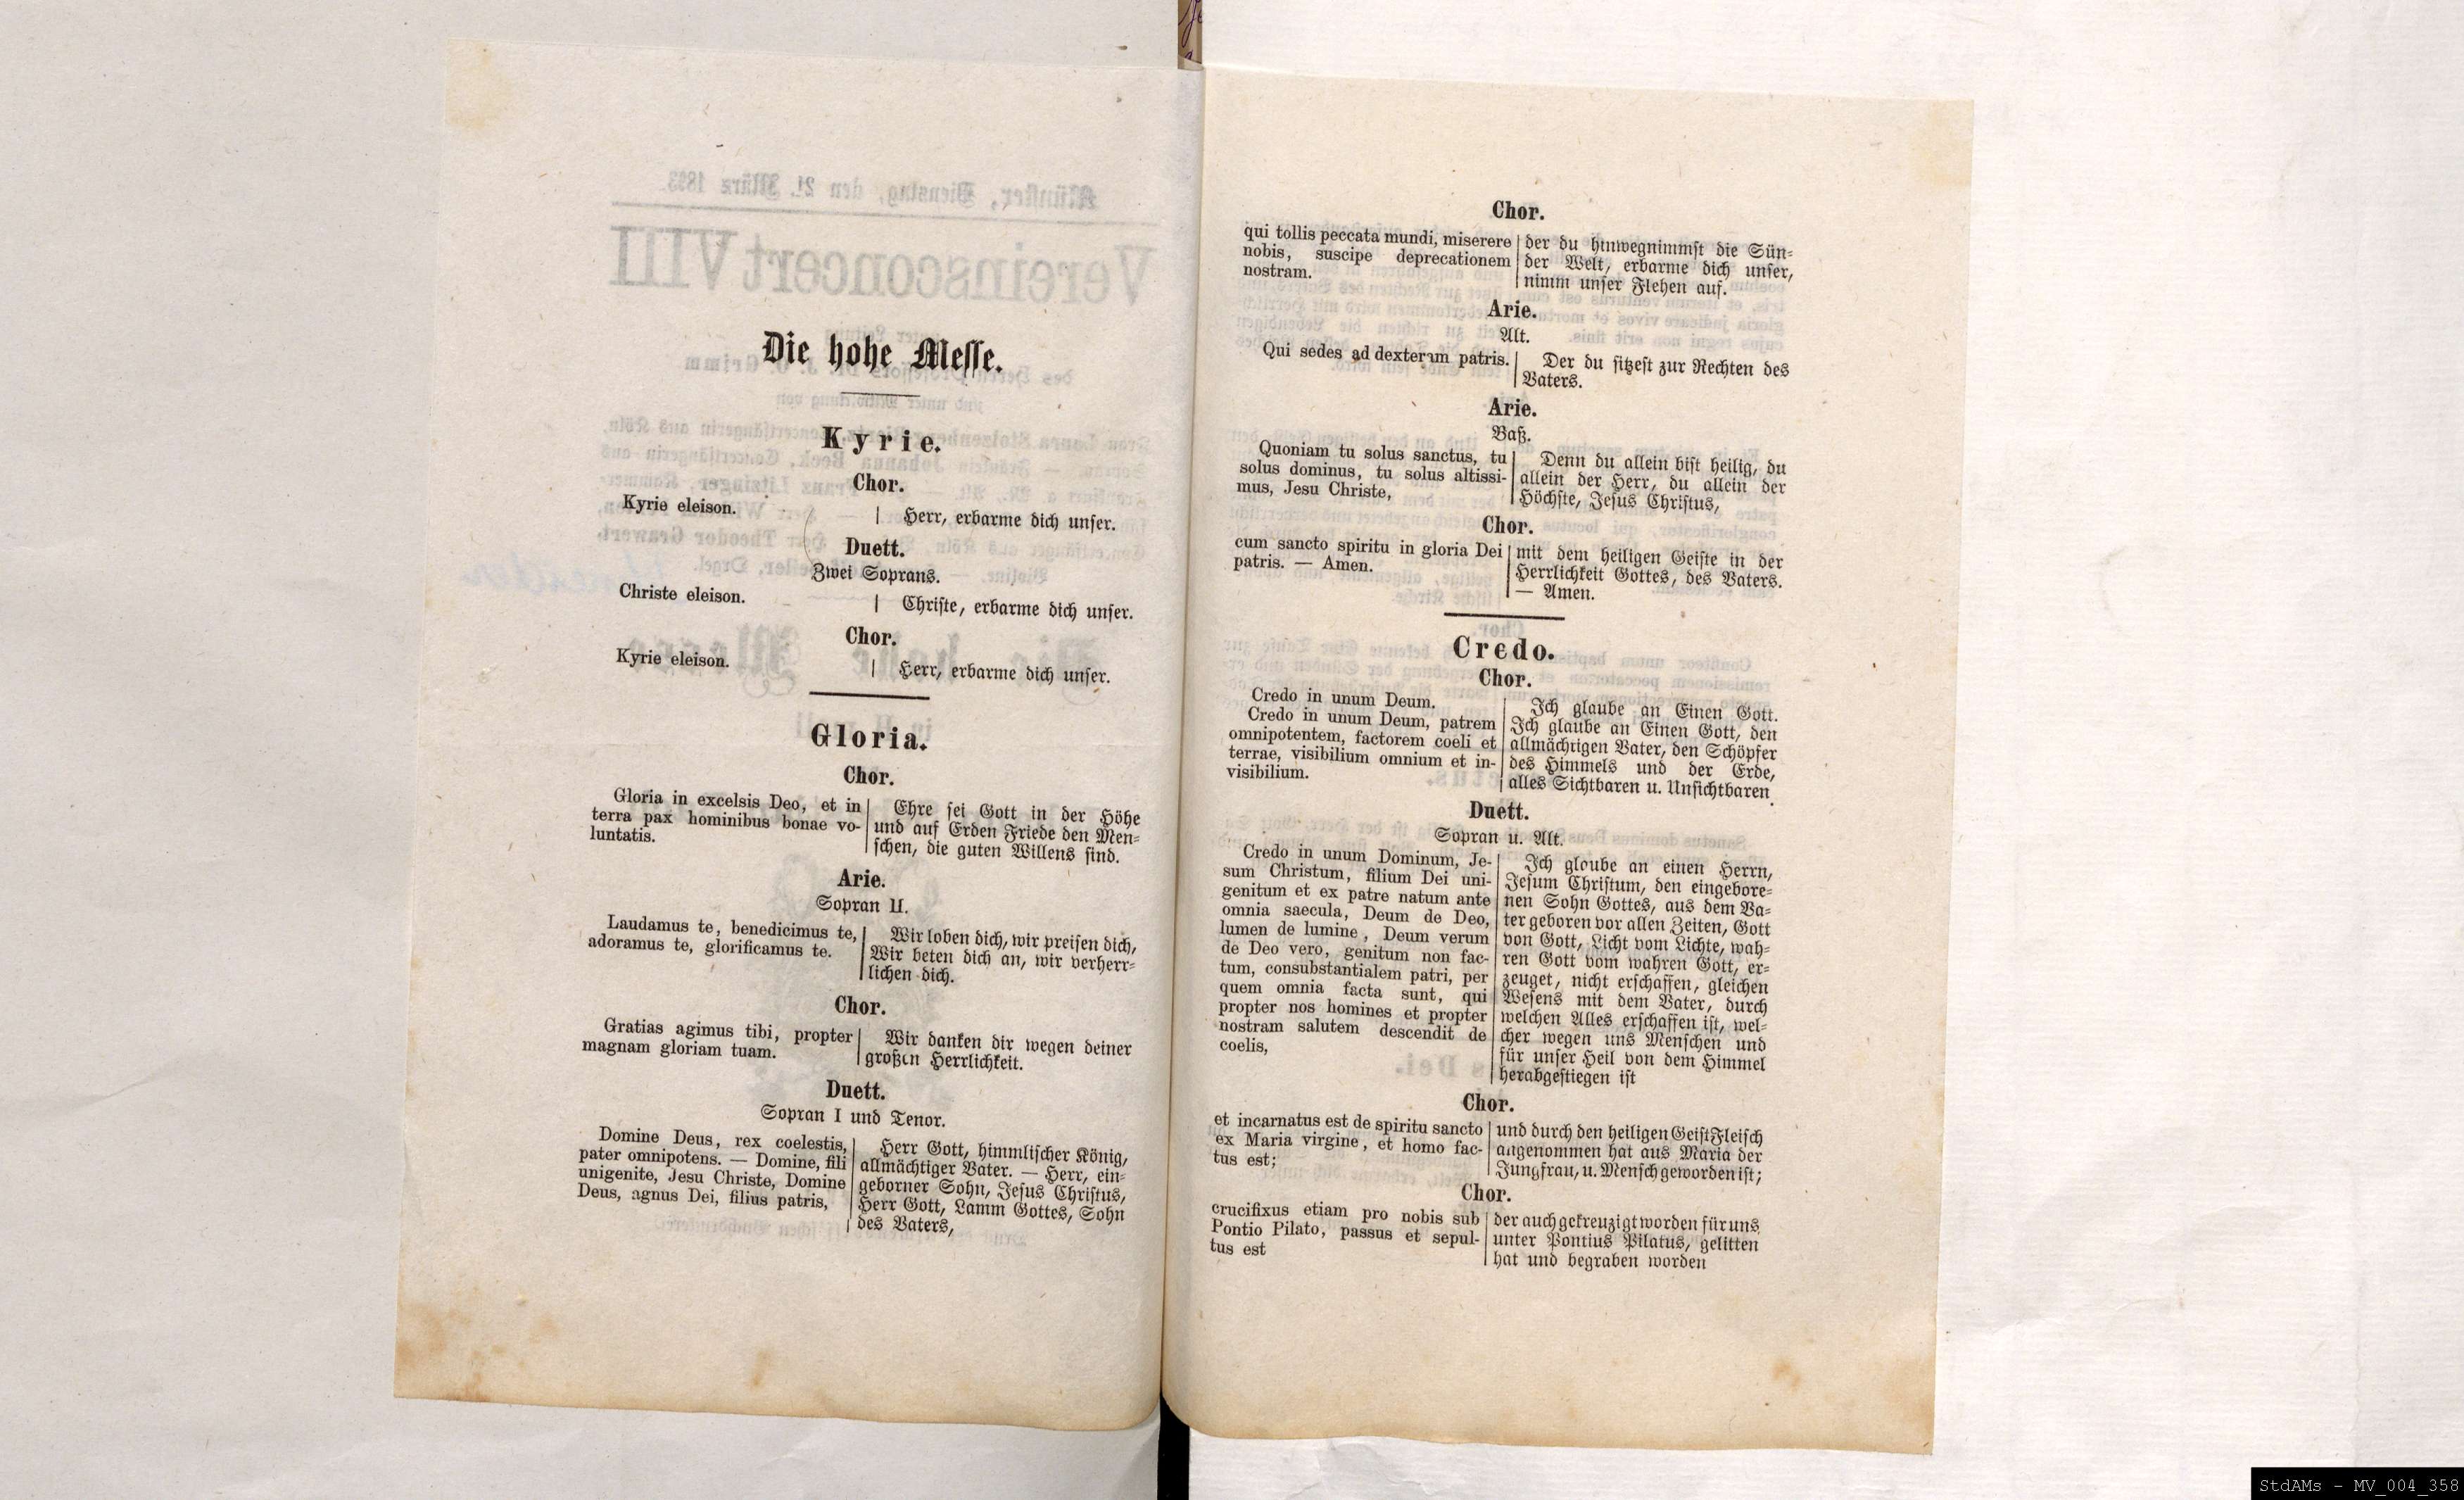 Die hohe Messe.
Kyrie.
Chor.
Kyrie eleison.
Herr, erbarme dich unser.
Duett.
Zwei Soprans.
Christe eleison.
Christe, erbarme dich unser.
Chor.
Kyrie eleison.
Herr, erbarme dich unser.
Gloria.
Chor.
Gloria in excelsis Deo, et in
terra pax hominibus bonae vo-
luntatis.
Ehre sei Gott in der Höhe
und auf Erden Friede den Men-
schen, die guten Willens sind.
Arie.
Sopran II.
Laudamus te, benedicimus te,
adoramus te, glorificamus te.
Wir loben dich, wir preisen dich,
Wir beten dich an, wir verherr-
lichen dich.
Chor.
Gratias agimus tibi, propter
magnam gloriam tuam.
Wir danken dir wegen deiner
großen Herrlichkeit.
Duett.
Sopran I und Tenor.
Domine Deus, rex coelestis,
pater omnipotens. — Domine, fili
unigenite, Jesu Christe, Domine
Deus, agnus Dei, filius patris,
Herr Gott, himmlischer König,
allmächtiger Vater. — Herr, ein-
geborner Sohn, Jesus Christus,
Herr Gott, Lamm Gottes, Sohn
des Vaters,
Chor.
qui tollis peccata mundi, miserere
nobis, suscipe deprecationem
nostram.
der du hinwegnimmst die Sün-
der Welt, erbarme dich unser,
nimm unser Flehen auf.
Arie.
Alt.
Qui sedes ad dexteram patris.
Der du sitzest zur Rechten des
Vaters.
Arie.
Baß.
Quoniam tu solus sanctus, tu
solus dominus, tu solus altissi-
mus, Jesu Christe,
Denn du allein bist heilig, du
allein der Herr, du allein der
Höchste, Jesus Christus,
Chor.
cum sancto spiritu in gloria Dei
patris. — Amen.
mit dem heiligen Geiste in der
Herrlichkeit Gottes, des Vaters.
— Amen.
Credo.
Chor.
Credo in unum Deum.
Credo in unum Deum, patrem
omnipotentem, factorem coeli et
terrae, visibilium omnium et in-
visibilium.
Ich glaube an Einen Gott.
Ich glaube an Einen Gott, den
allmächtigen Vater, den Schöpfer
des Himmels und der Erde,
alles Sichtbaren u. Unsichtbaren.
Duett.
Sopran u. Alt.
Credo in unum Dominum, Je-
sum Christum, filium Dei uni-
genitum et ex patre natum ante
omnia saecula, Deum de Deo,
lumen de lumine, Deum verum
de Deo vero, genitum non fac-
tum, consubstantialem patri, per
quem omnia facta sunt, qui
propter nos homines et propter
nostram salutem descendit de
coelis,
Ich glaube an einen Herrn,
Jesum Christum, den eingebore-
nen Sohn Gottes, aus dem Va-
ter geboren vor allen Zeiten, Gott
von Gott, Licht vom Lichte, wah-
ren Gott vom wahren Gott, er-
zeuget, nicht erschaffen, gleichen
Wesens mit dem Vater, durch
welchen Alles erschaffen ist, wel-
cher wegen uns Menschen und
für unser Heil von dem Himmel
herabgestiegen ist
Chor.
et incarnatus est de spiritu sancto
ex Maria virgine, et homo fac-
tus est;
und durch den heiligen Geist Fleisch
angenommen hat aus Maria der
Jungfrau, u. Mensch geworden ist;
Chor.
crucifixus etiam pro nobis sub
Pontio Pilato, passus et sepul-
tus est
der auch gekreuzigt worden für uns
unter Pontius Pilatus, gelitten
hat und begraben worden
StdAMs - MV_004_358